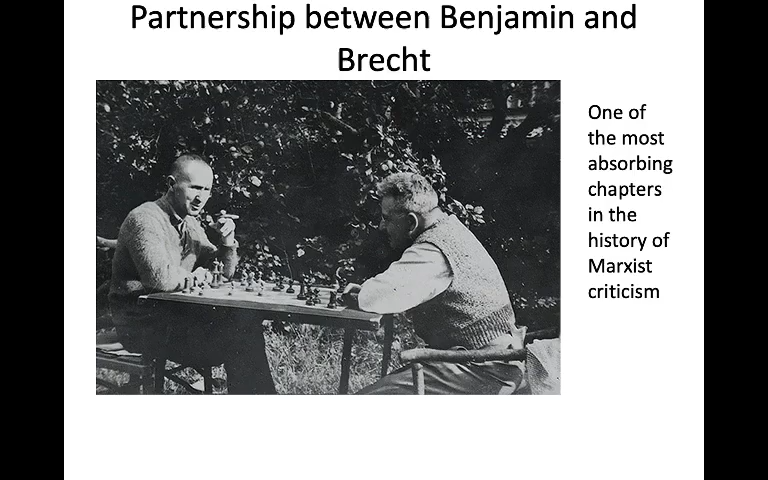 Partnership between Benjamin and
Brecht
One of
the most
absorbing
chapters
in the
history of
Marxist
criticism